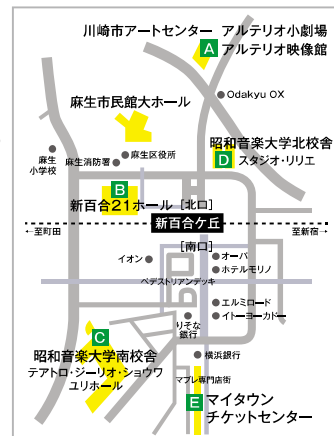 川崎市アートセンター アルテリオ小劇場
A アルテリオ映像館
Odakyu OX
麻生市民館大ホール
昭和音楽大学北校舎
D スタジオ・リリエ
麻生
小学校
麻生消防署
麻生区役所
B
新百合21ホール
[北口]
新百合ケ丘
←至町田
至新宿→
[南口]
イオン
オーパ
ホテルモリノ
ペデストリアンデッキ
エルミロード
イトーヨーカドー
りそな
銀行
C
昭和音楽大学南校舎
テアトロ・ジーリオ・ショウワ
ユリホール
横浜銀行
マプレ専門店街
E マイタウン
チケットセンター